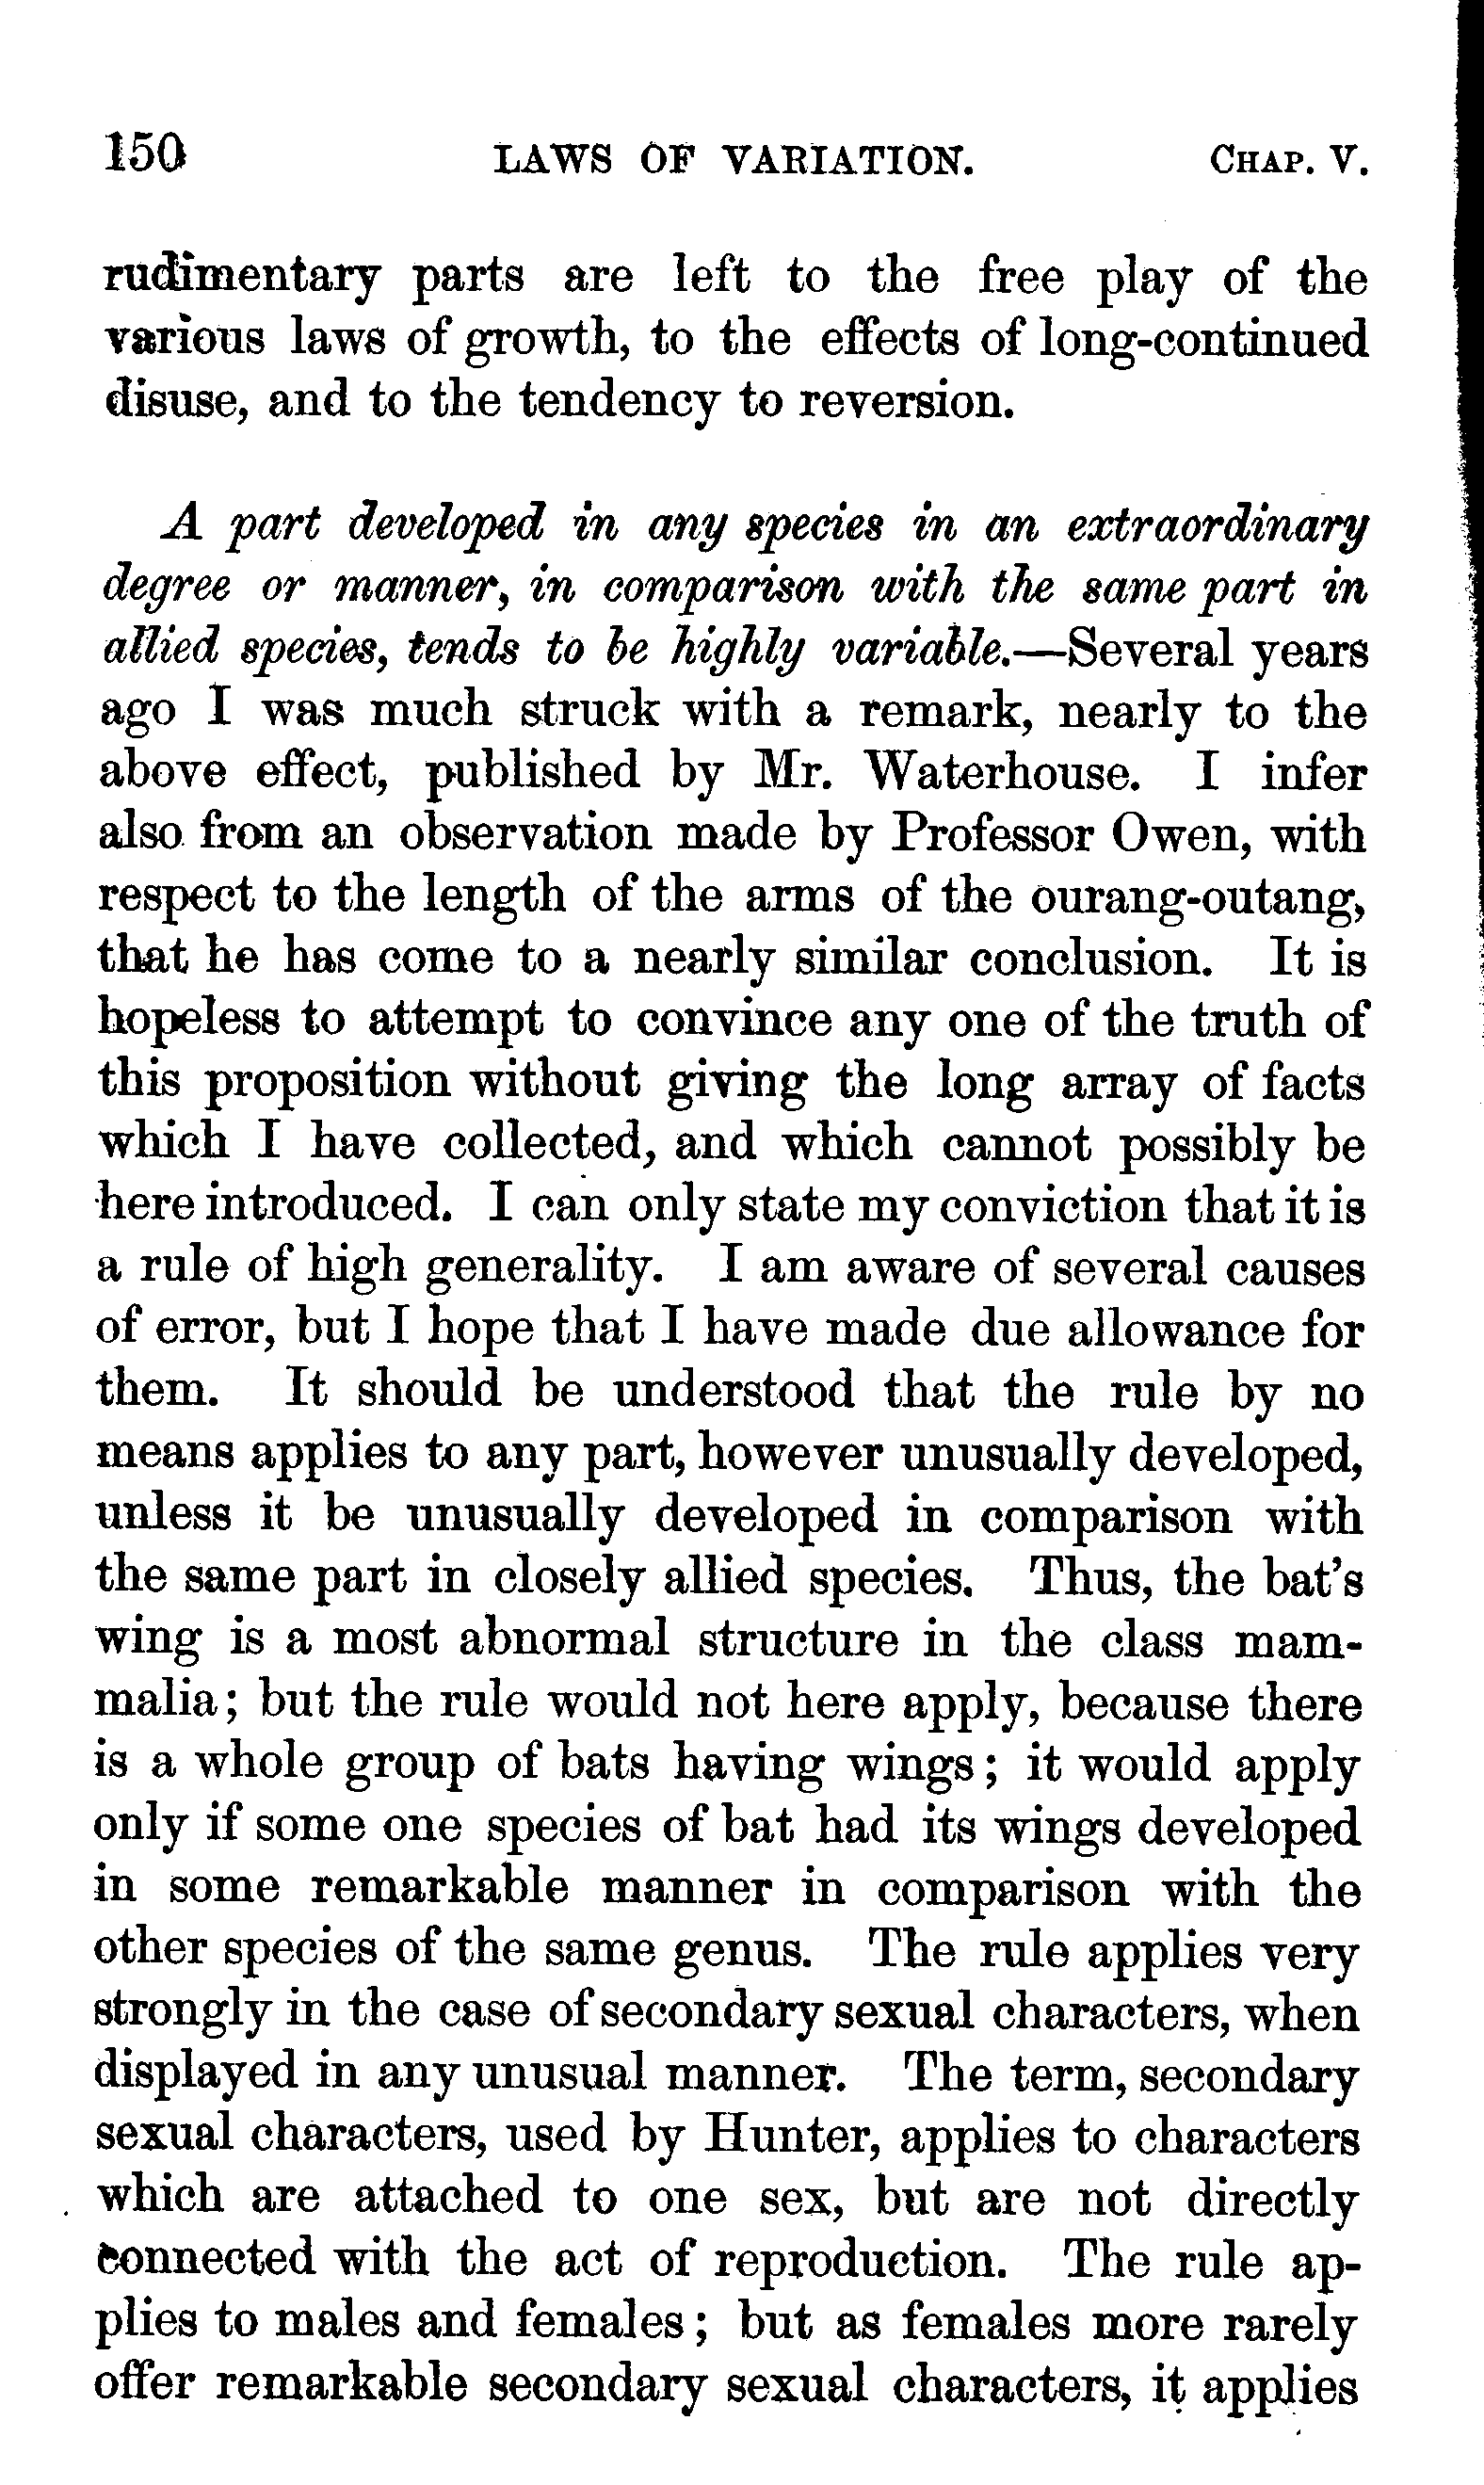 150 LAWS OF VARIATION. CHAP. V.
rudimentary parts are left to the free play of the
various laws of growth, to the effects of long-continued
disuse, and to the tendency to reversion.
A part developed in any species in an extraordinary
degree or manner, in comparison with the same part in
allied species, tends to be highly variable.—Several years
ago I was much struck with a remark, nearly to the
above effect, published by Mr. Waterhouse. I infer
also from an observation made by Professor Owen, with
respect to the length of the arms of the ourang-outang,
that he has come to a nearly similar conclusion. It is
hopeless to attempt to convince any one of the truth of
this proposition without giving the long array of facts
which I have collected, and which cannot possibly be
here introduced. I can only state my conviction that it is
a rule of high generality. I am aware of several causes
of error, but I hope that I have made due allowance for
them. It should be understood that the rule by no
means applies to any part, however unusually developed,
unless it be unusually developed in comparison with
the same part in closely allied species. Thus, the bat's
wing is a most abnormal structure in the class mam-
malia; but the rule would not here apply, because there
is a whole group of bats having wings; it would apply
only if some one species of bat had its wings developed
in some remarkable manner in comparison with the
other species of the same genus. The rule applies very
strongly in the case of secondary sexual characters, when
displayed in any unusual manner. The term, secondary
sexual characters, used by Hunter, applies to characters
which are attached to one sex, but are not directly
connected with the act of reproduction. The rule ap-
plies to males and females; but as females more rarely
offer remarkable secondary sexual characters, it applies